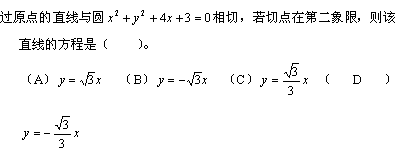 过原点的直线与圆 x² + y² + 4x + 3 = 0 相切，若切点在第二象限，则该
直线的方程是（　　）。
（A） y = √3x （B） y = −√3x （C） y = √3/3 x （ D ）
y = −√3/3 x